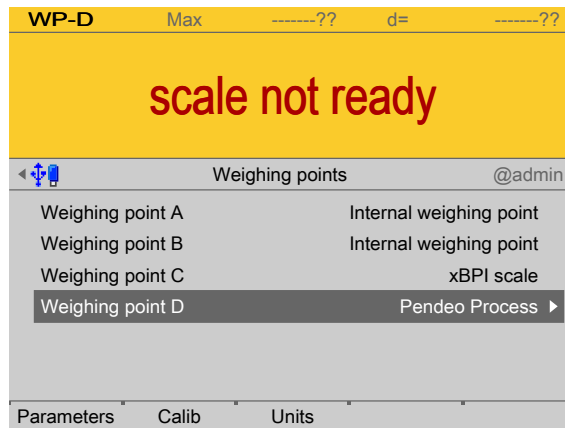 WP-D Max -------?? d= -------??
scale not ready
Weighing points @admin
Weighing point A Internal weighing point
Weighing point B Internal weighing point
Weighing point C xBPI scale
Weighing point D Pendeo Process
Parameters Calib Units